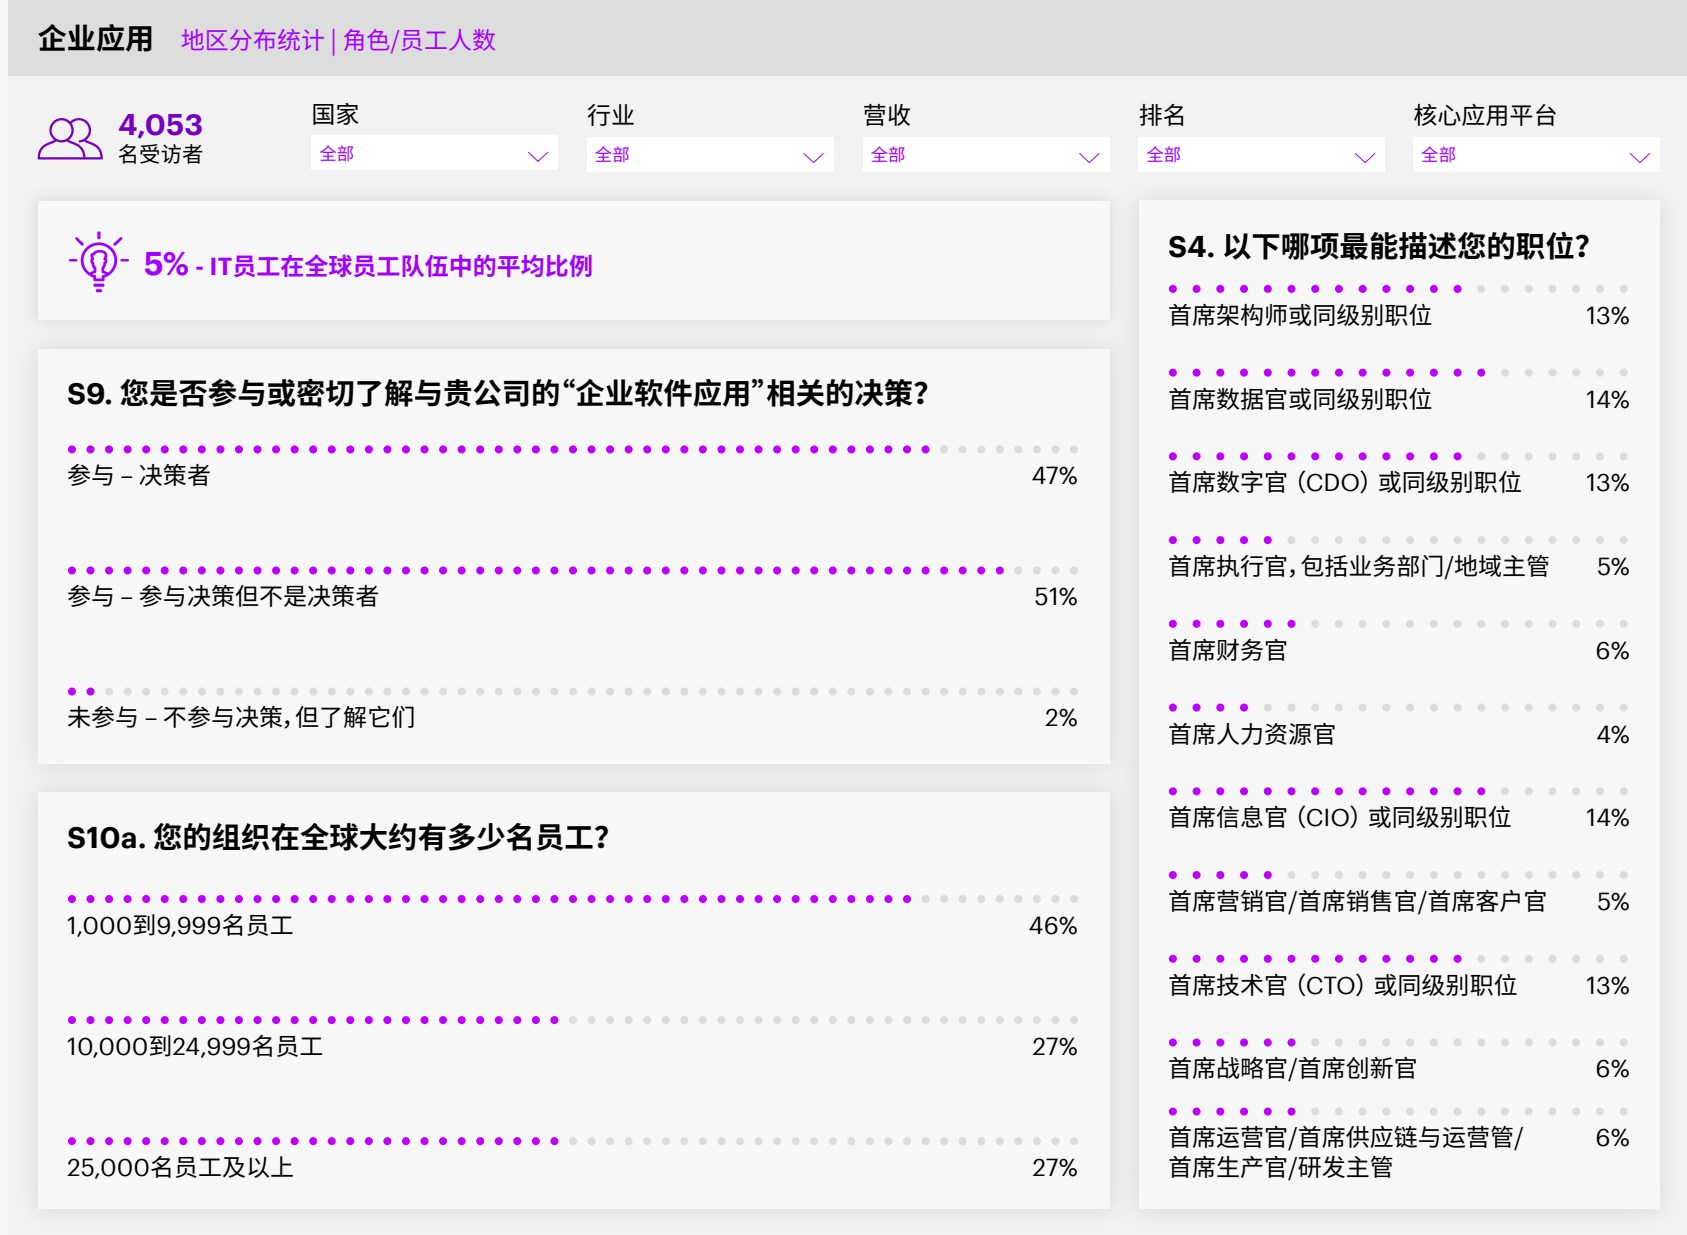 企业应用 地区分布统计 | 角色/员工人数
4,053
名受访者
国家
全部
行业
全部
营收
全部
排名
全部
核心应用平台
全部
5% - IT员工在全球员工队伍中的平均比例
S9. 您是否参与或密切了解与贵公司的“企业软件应用”相关的决策？
参与 – 决策者 47%
参与 – 参与决策但不是决策者 51%
未参与 – 不参与决策，但了解它们 2%
S10a. 您的组织在全球大约有多少名员工？
1,000到9,999名员工 46%
10,000到24,999名员工 27%
25,000名员工及以上 27%
S4. 以下哪项最能描述您的职位？
首席架构师或同级别职位 13%
首席数据官或同级别职位 14%
首席数字官（CDO）或同级别职位 13%
首席执行官，包括业务部门/地域主管 5%
首席财务官 6%
首席人力资源官 4%
首席信息官（CIO）或同级别职位 14%
首席营销官/首席销售官/首席客户官 5%
首席技术官（CTO）或同级别职位 13%
首席战略官/首席创新官 6%
首席运营官/首席供应链与运营管/ 6%
首席生产官/研发主管